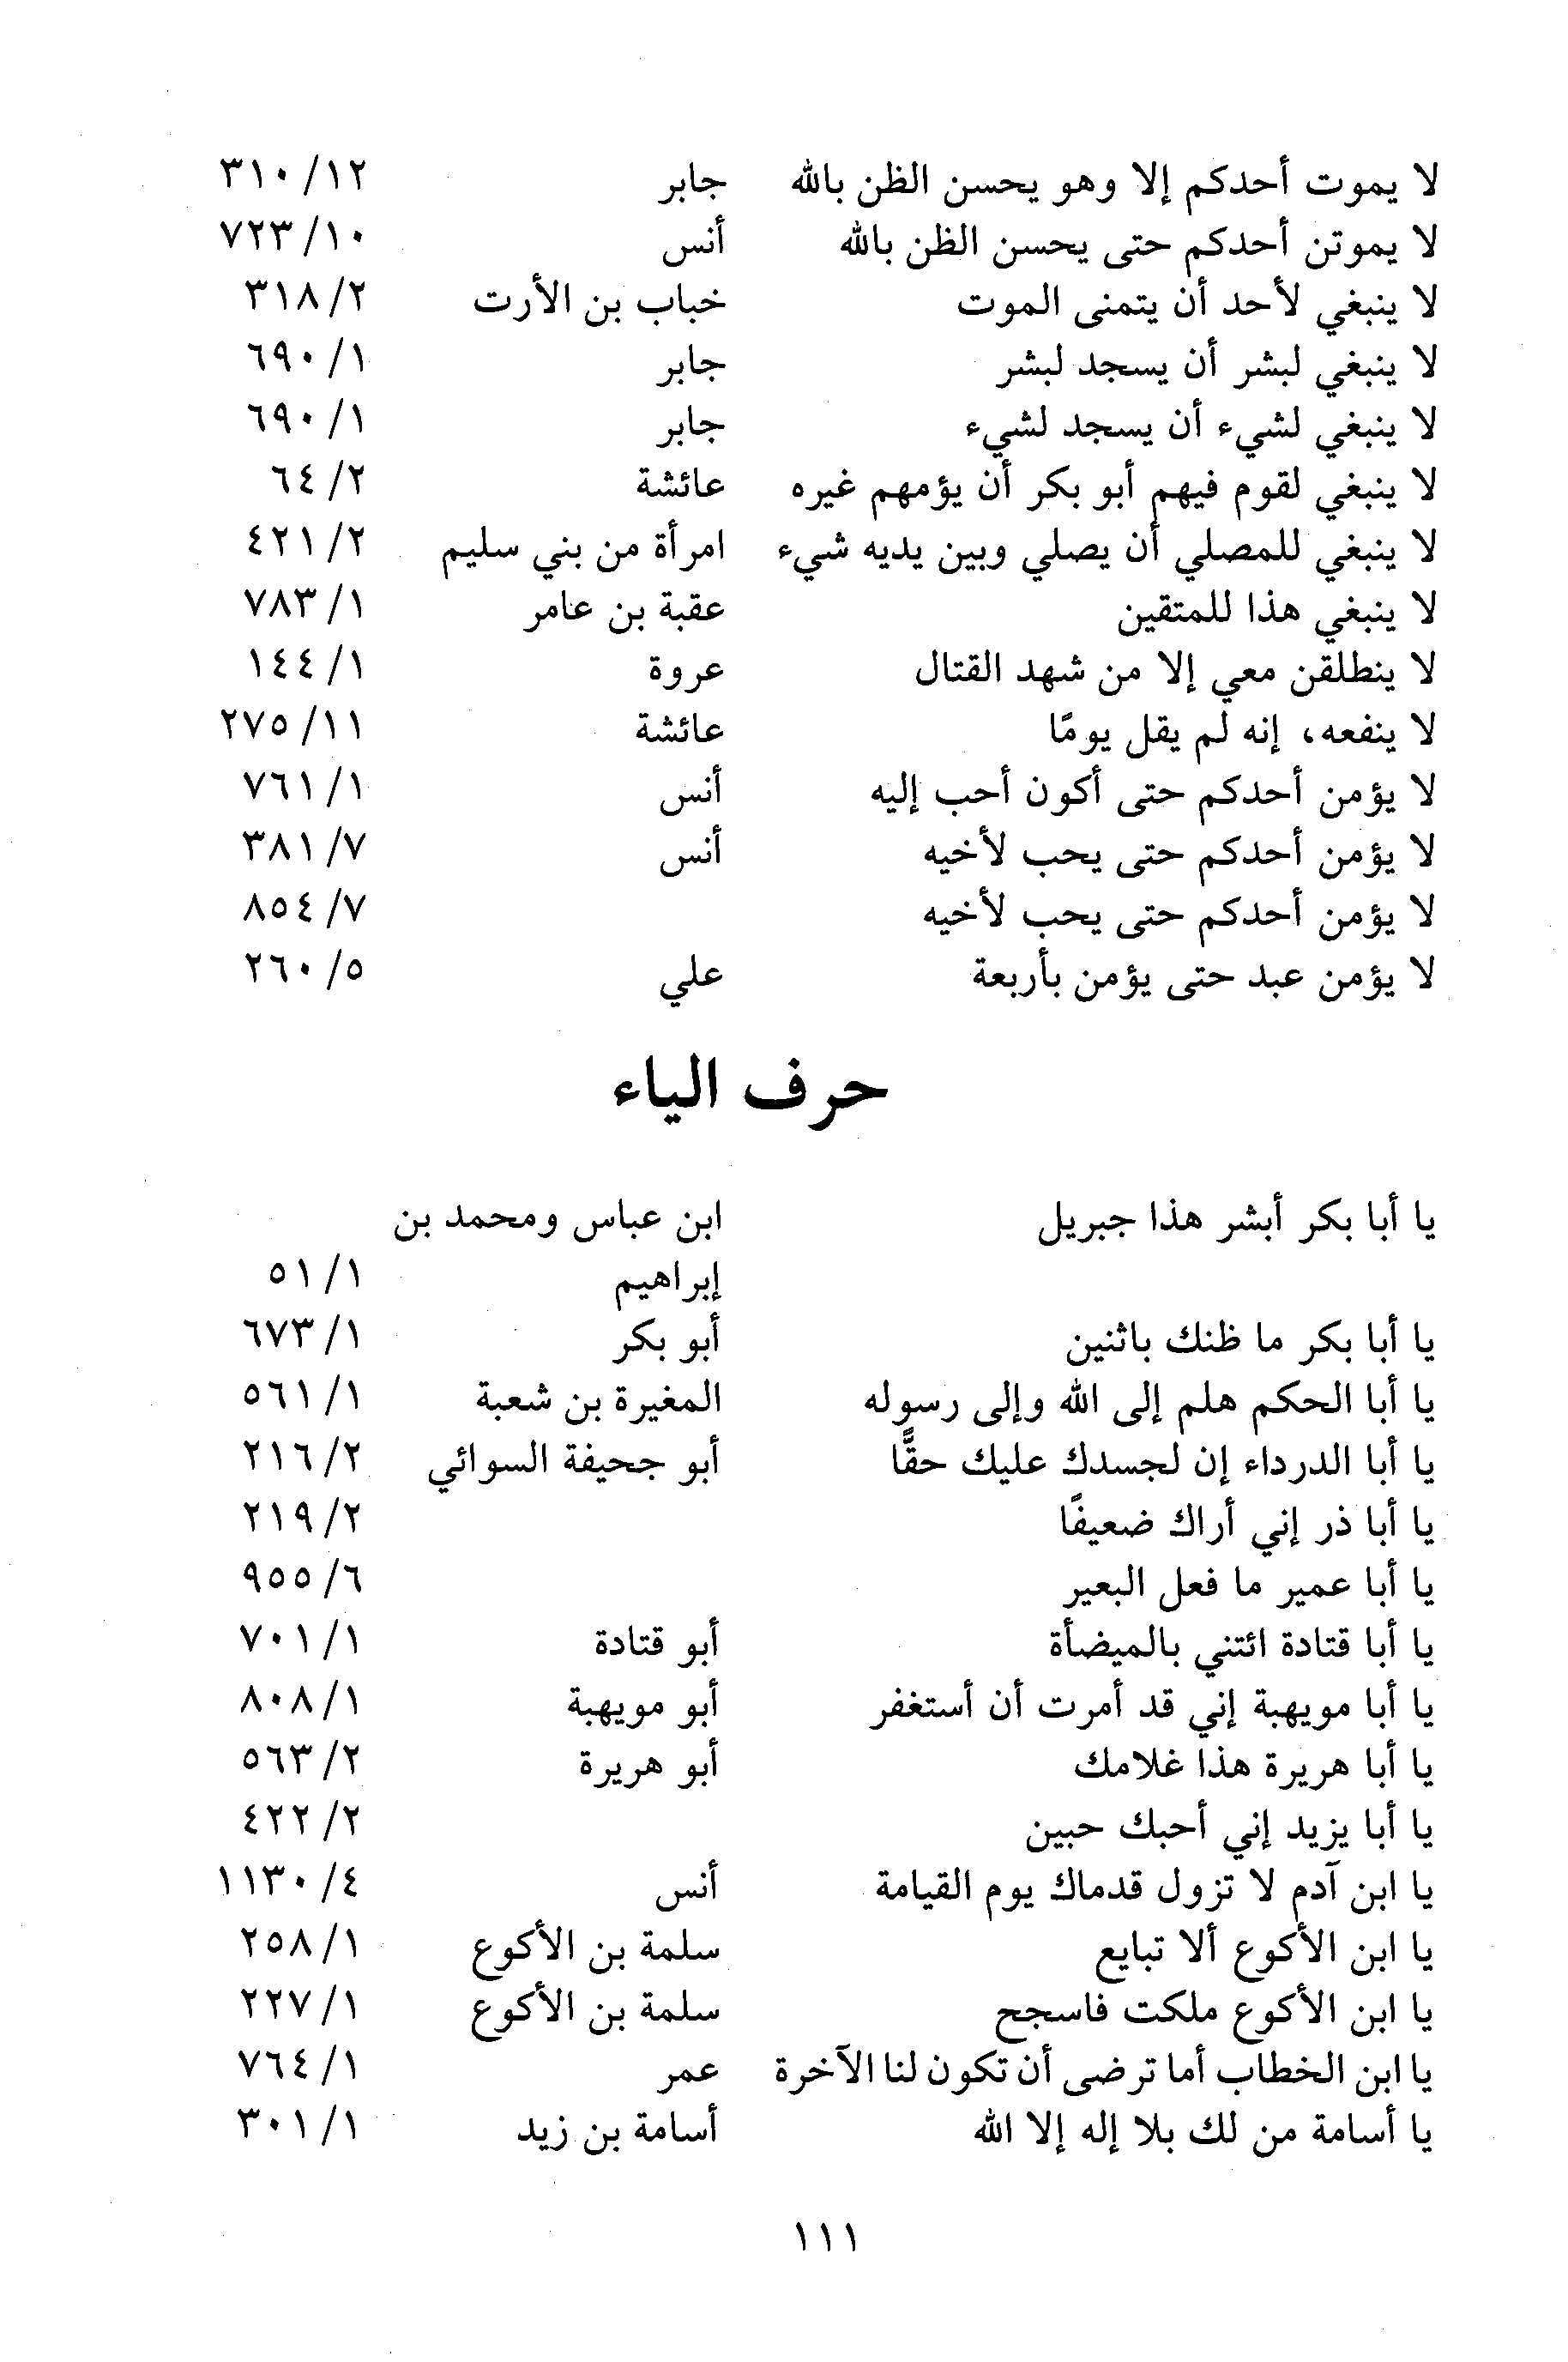 لا يموت أحدكم إلا وهو يحسن الظن بالله جابر ١٢/ ٣١٠
لا يموتن أحدكم حتى يحسن الظن بالله أنس ١٠/ ٧٢٣
لا ينبغي لأحد أن يتمنى الموت خباب بن الأرت ٢/ ٣١٨
لا ينبغي لبشر أن يسجد لبشر جابر ١/ ٦٩٠
لا ينبغي لشيء أن يسجد لشيء جابر ١/ ٦٩٠
لا ينبغي لقوم فيهم أبو بكر أن يؤمهم غيره عائشة ٢/ ٦٤
لا ينبغي للمصلي أن يصلي وبين يديه شيء امرأة من بني سليم ٢/ ٤٢١
لا ينبغي هذا للمتقين عقبة بن عامر ١/ ٧٨٣
لا ينطلقن معي إلا من شهد القتال عروة ١/ ١٤٤
لا ينفعه، إنه لم يقل يومًا عائشة ١١/ ٢٧٥
لا يؤمن أحدكم حتى أكون أحب إليه أنس ١/ ٧٦١
لا يؤمن أحدكم حتى يحب لأخيه أنس ٧/ ٣٨١
لا يؤمن أحدكم حتى يحب لأخيه ٧/ ٨٥٤
لا يؤمن عبد حتى يؤمن بأربعة علي ٥/ ٢٦٠
حرف الياء
يا أبا بكر أبشر هذا جبريل ابن عباس ومحمد بن
إبراهيم ١/ ٥١
يا أبا بكر ما ظنك باثنين أبو بكر ١/ ٦٧٣
يا أبا الحكم هلم إلى الله وإلى رسوله المغيرة بن شعبة ١/ ٥٦١
يا أبا الدرداء إن لجسدك عليك حقًّا أبو جحيفة السوائي ٢/ ٢١٦
يا أبا ذر إني أراك ضعيفًا ٢/ ٢١٩
يا أبا عمير ما فعل البعير ٦/ ٩٥٥
يا أبا قتادة ائتني بالميضأة أبو قتادة ١/ ٧٠١
يا أبا مويهبة إني قد أمرت أن أستغفر أبو مويهبة ١/ ٨٠٨
يا أبا هريرة هذا غلامك أبو هريرة ٢/ ٥٦٣
يا أبا يزيد إني أحبك حبين ٢/ ٤٢٢
يا ابن آدم لا تزول قدماك يوم القيامة أنس ٤/ ١١٣٠
يا ابن الأكوع ألا تبايع سلمة بن الأكوع ١/ ٢٥٨
يا ابن الأكوع ملكت فاسجح سلمة بن الأكوع ١/ ٢٢٧
يا ابن الخطاب أما ترضى أن تكون لنا الآخرة عمر ١/ ٧٦٤
يا أسامة من لك بلا إله إلا الله أسامة بن زيد ١/ ٣٠١
١١١